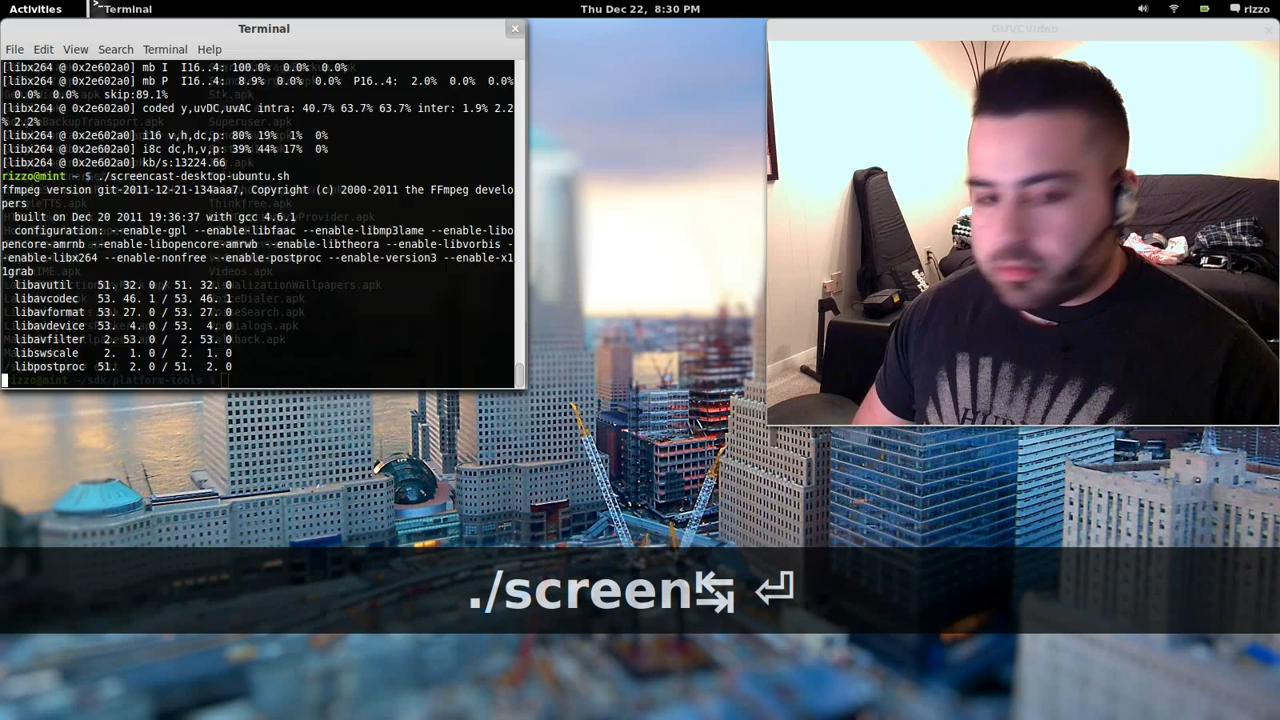 Activities
Terminal
Thu Dec 22, 8:30 PM
rizzo
Terminal
GUVCVideo
File Edit View Search Terminal Help
[libx264 @ 0x2e602a0] mb I  I16..4: 100.0%  0.0%  0.0%
[libx264 @ 0x2e602a0] mb P  I16..4:  8.9%  0.0%  0.0%  P16..4:  2.0%  0.0%  0.0%
  0.0%  0.0%    skip:89.1%
[libx264 @ 0x2e602a0] coded y,uvDC,uvAC intra: 40.7% 63.7% 63.7% inter: 1.9% 2.2
% 2.2%
[libx264 @ 0x2e602a0] i16 v,h,dc,p: 80% 19%  1%  0%
[libx264 @ 0x2e602a0] i8c dc,h,v,p: 39% 44% 17%  0%
[libx264 @ 0x2e602a0] kb/s:13224.66
rizzo@mint ~ $ ./screencast-desktop-ubuntu.sh
ffmpeg version git-2011-12-21-134aaa7, Copyright (c) 2000-2011 the FFmpeg develo
pers
  built on Dec 20 2011 19:36:37 with gcc 4.6.1
  configuration: --enable-gpl --enable-libfaac --enable-libmp3lame --enable-libo
pencore-amrnb --enable-libopencore-amrwb --enable-libtheora --enable-libvorbis -
-enable-libx264 --enable-nonfree --enable-postproc --enable-version3 --enable-x1
1grab
  libavutil    51. 32. 0 / 51. 32. 0
  libavcodec   53. 46. 1 / 53. 46. 1
  libavformat  53. 27. 0 / 53. 27. 0
  libavdevice  53.  4. 0 / 53.  4. 0
  libavfilter   2. 53. 0 /  2. 53. 0
  libswscale    2.  1. 0 /  2.  1. 0
  libpostproc  51.  2. 0 / 51.  2. 0
rizzo@mint ~/sdk/platform-tools $
./screen↹ ⏎